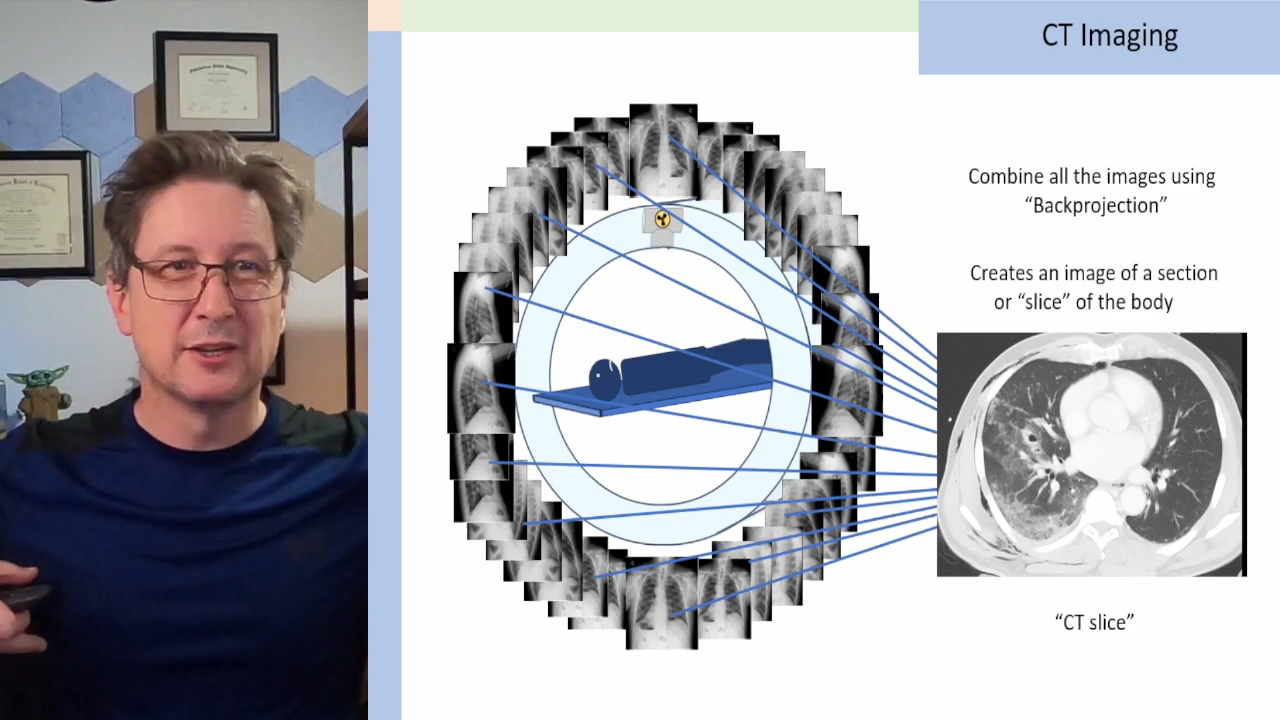 CT Imaging
Combine all the images using
“Backprojection”
Creates an image of a section
or “slice” of the body
“CT slice”